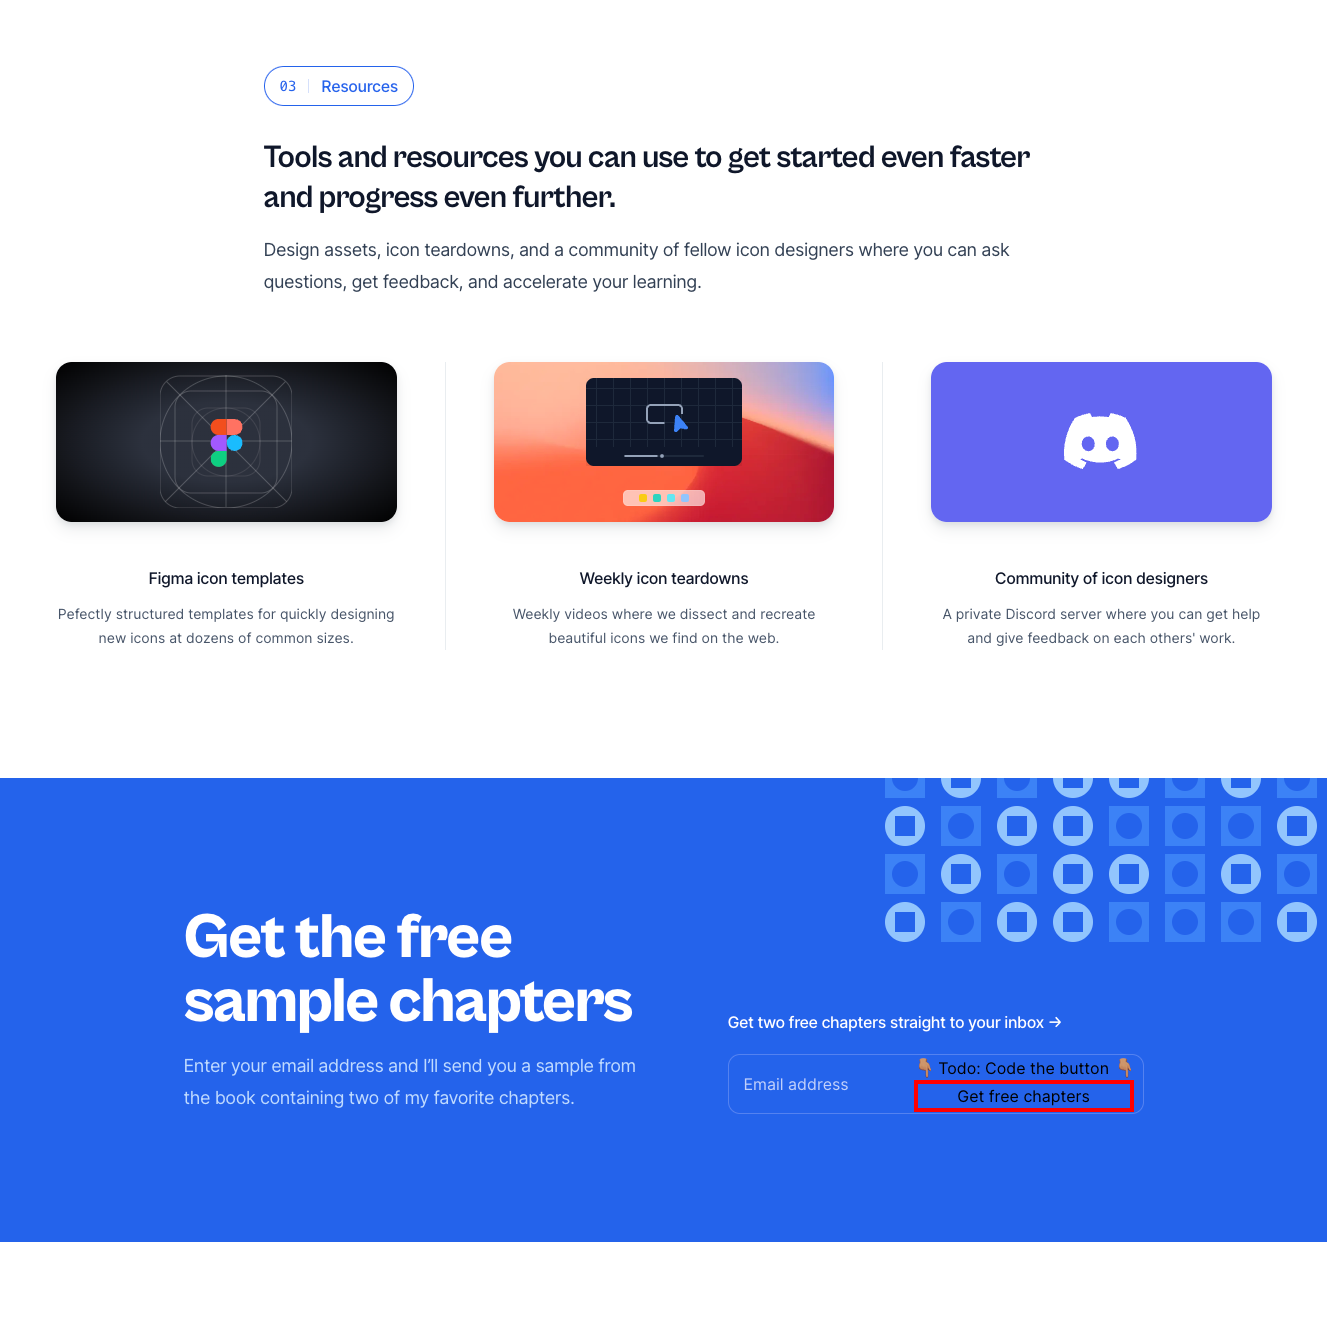 03 Resources
Tools and resources you can use to get started even faster
and progress even further.
Design assets, icon teardowns, and a community of fellow icon designers where you can ask
questions, get feedback, and accelerate your learning.
Figma icon templates
Pefectly structured templates for quickly designing
new icons at dozens of common sizes.
Weekly icon teardowns
Weekly videos where we dissect and recreate
beautiful icons we find on the web.
Community of icon designers
A private Discord server where you can get help
and give feedback on each others' work.
Get the free
sample chapters
Enter your email address and I’ll send you a sample from
the book containing two of my favorite chapters.
Get two free chapters straight to your inbox →
Email address
👇 Todo: Code the button 👇
Get free chapters